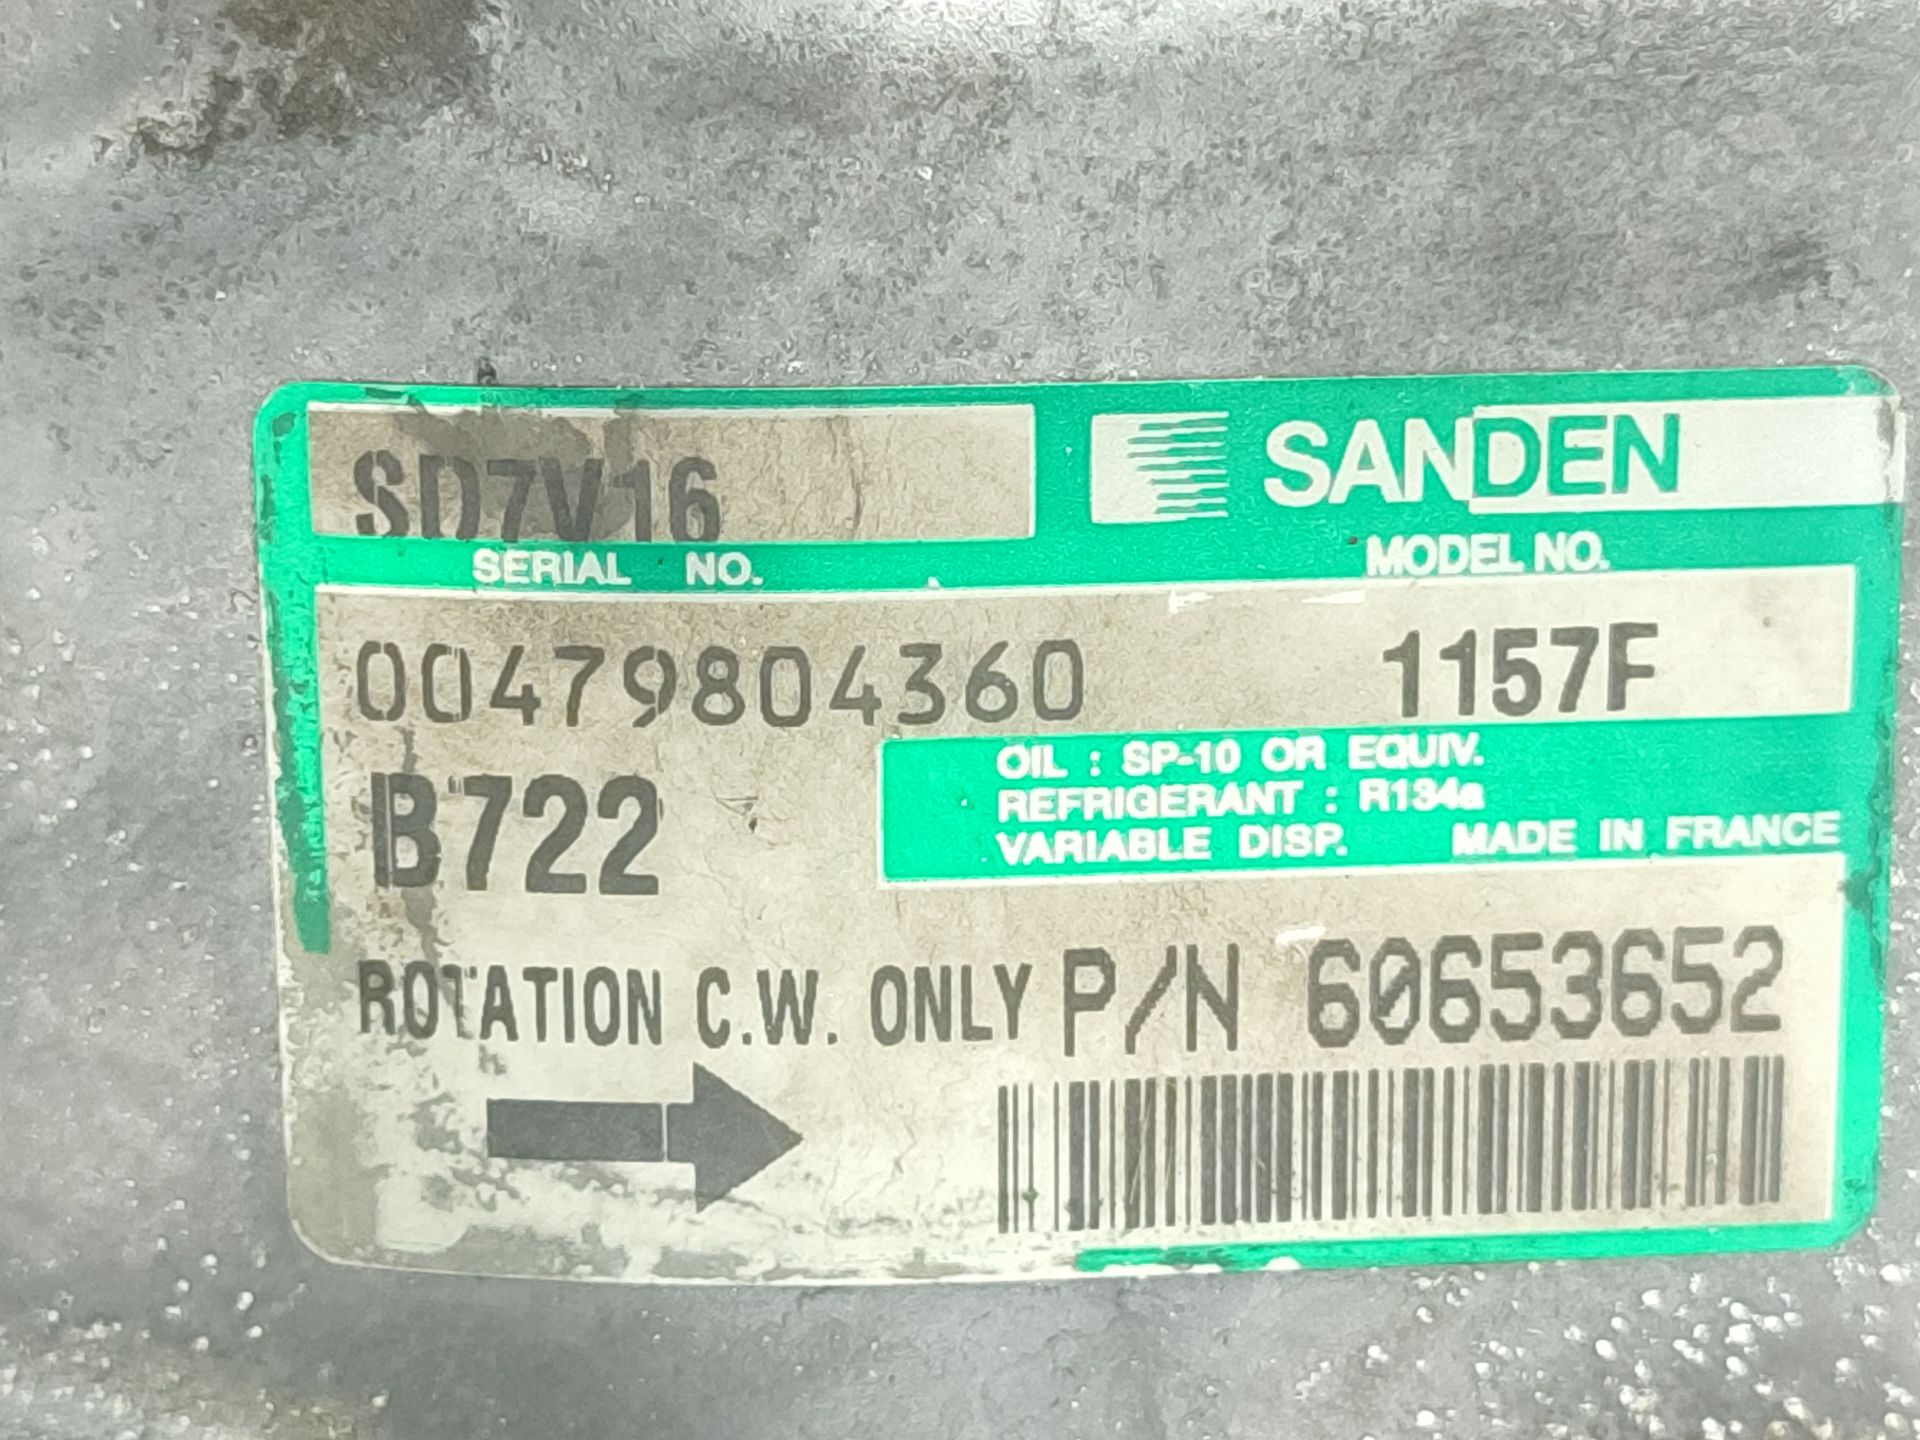 SD7V16
SANDEN
SERIAL NO.
MODEL NO.
00479804360
1157F
OIL : SP-10 OR EQUIV.
REFRIGERANT : R134a
VARIABLE DISP. MADE IN FRANCE
B722
ROTATION C.W. ONLY
P/N 60653652